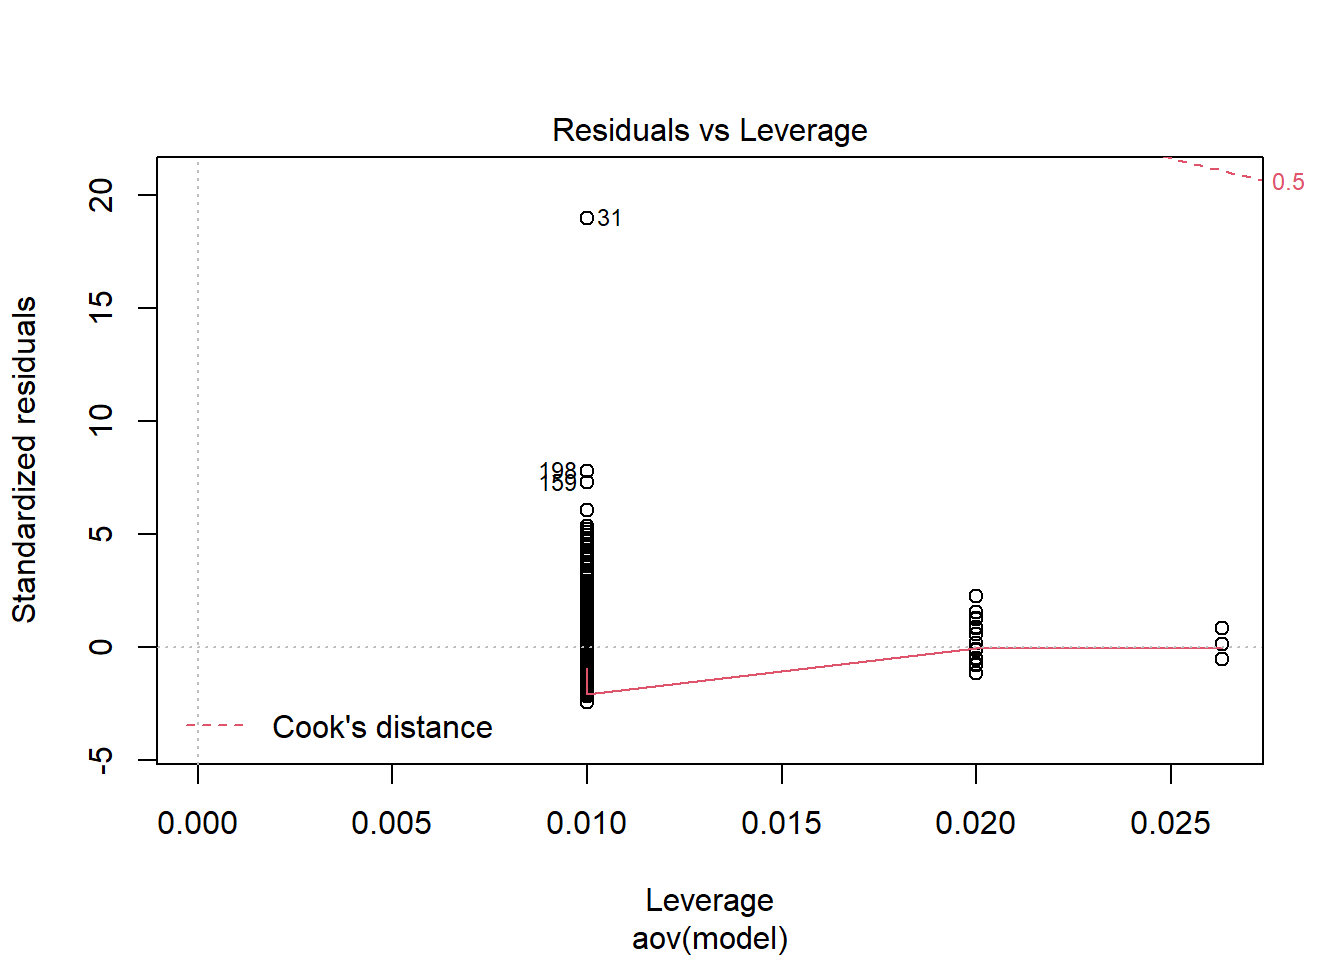 Residuals vs Leverage
20
15
10
5
0
-5
Standardized residuals
0.5
31
198
159
Cook's distance
0.000 0.005 0.010 0.015 0.020 0.025
Leverage
aov(model)